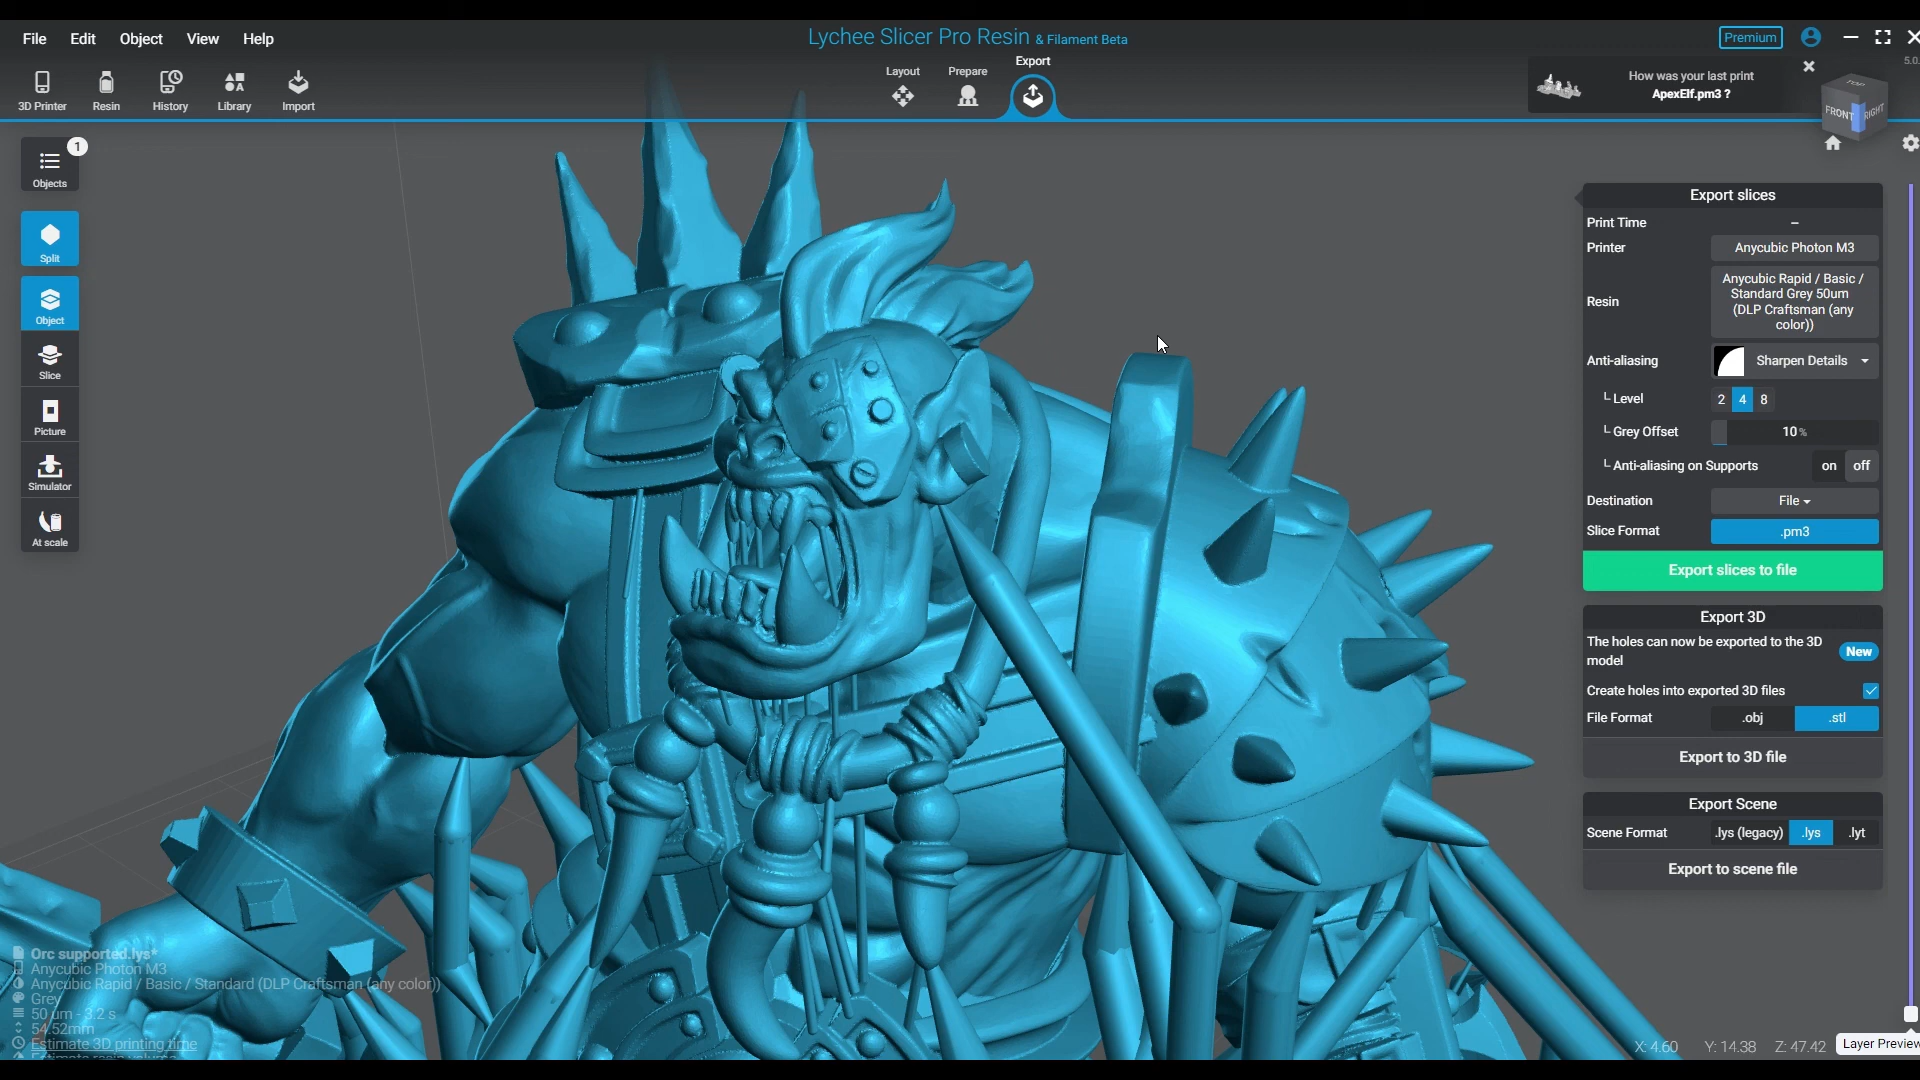 File Edit Object View Help
Lychee Slicer Pro Resin & Filament Beta
Premium
3D Printer Resin History Library Import
Layout Prepare Export
How was your last print
ApexElf.pm3 ?
5.0.
TOP
FRONT RIGHT
1
Objects
Split
Object
Slice
Picture
Simulator
At scale
Export slices
Print Time –
Printer Anycubic Photon M3
Resin
Anycubic Rapid / Basic /
Standard Grey 50um
(DLP Craftsman (any
color))
Anti-aliasing Sharpen Details
Level 2 4 8
Grey Offset 10%
Anti-aliasing on Supports on off
Destination File
Slice Format .pm3
Export slices to file
Export 3D
The holes can now be exported to the 3D
model
New
Create holes into exported 3D files
File Format .obj .stl
Export to 3D file
Export Scene
Scene Format .lys (legacy) .lys .lyt
Export to scene file
Orc supported.lys*
Anycubic Photon M3
Anycubic Rapid / Basic / Standard (DLP Craftsman (any color))
Grey
50 um - 3.2 s
54.52mm
Estimate 3D printing time
Estimate resin volume
X: 4.60 Y: 14.38 Z: 47.42
Layer Preview